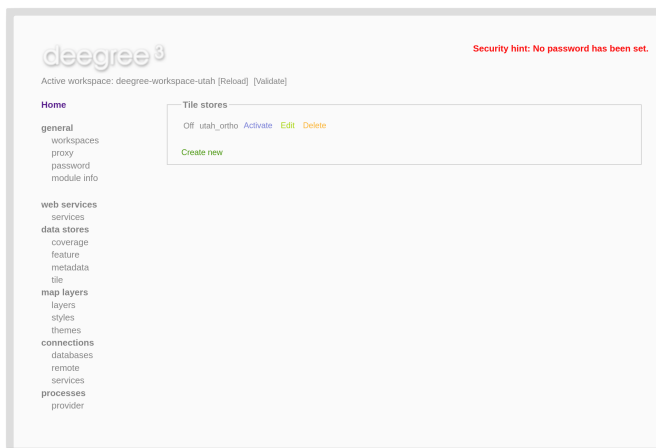 deegree 3
Security hint: No password has been set.
Active workspace: deegree-workspace-utah [Reload] [Validate]
Home
general
workspaces
proxy
password
module info
web services
services
data stores
coverage
feature
metadata
tile
map layers
layers
styles
themes
connections
databases
remote
services
processes
provider
Tile stores
Off utah_ortho Activate Edit Delete
Create new